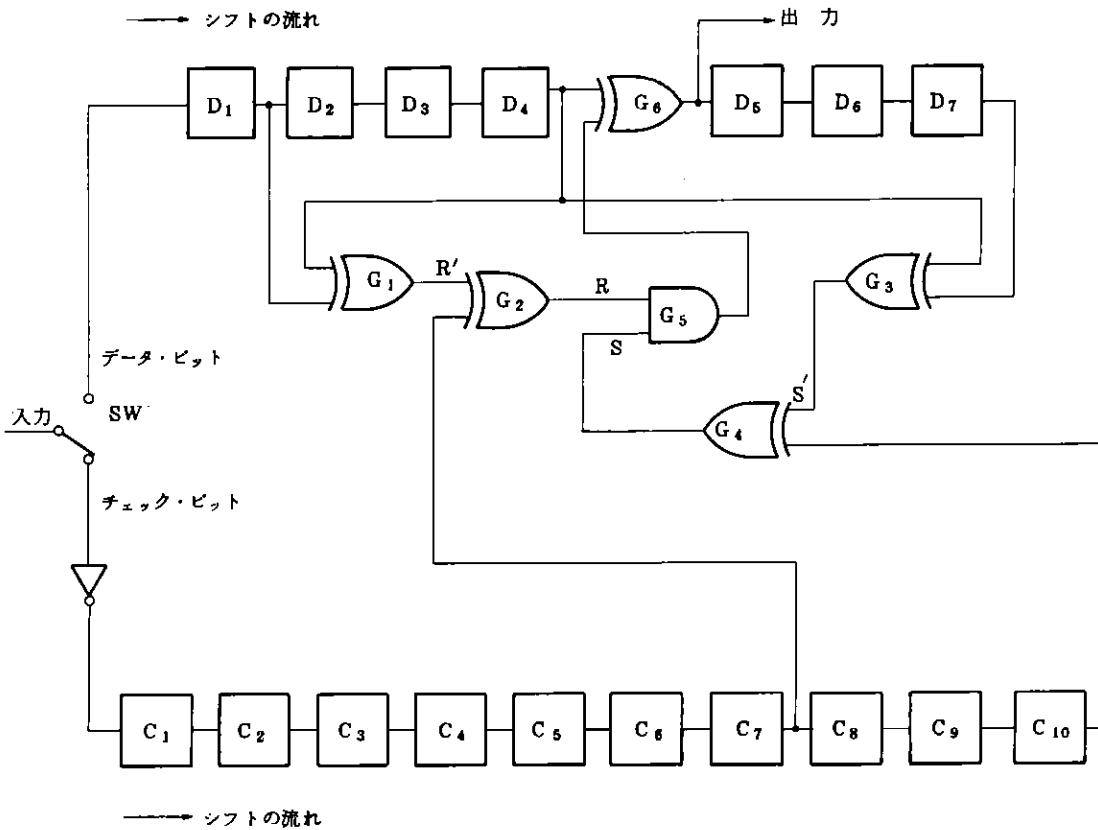 シフトの流れ
出 力
D₁
D₂
D₃
D₄
G₆
D₅
D₆
D₇
G₁
R′
G₂
R
G₅
G₃
S
データ・ビット
S′
入力
SW
G₄
チェック・ビット
C₁
C₂
C₃
C₄
C₅
C₆
C₇
C₈
C₉
C₁₀
シフトの流れ